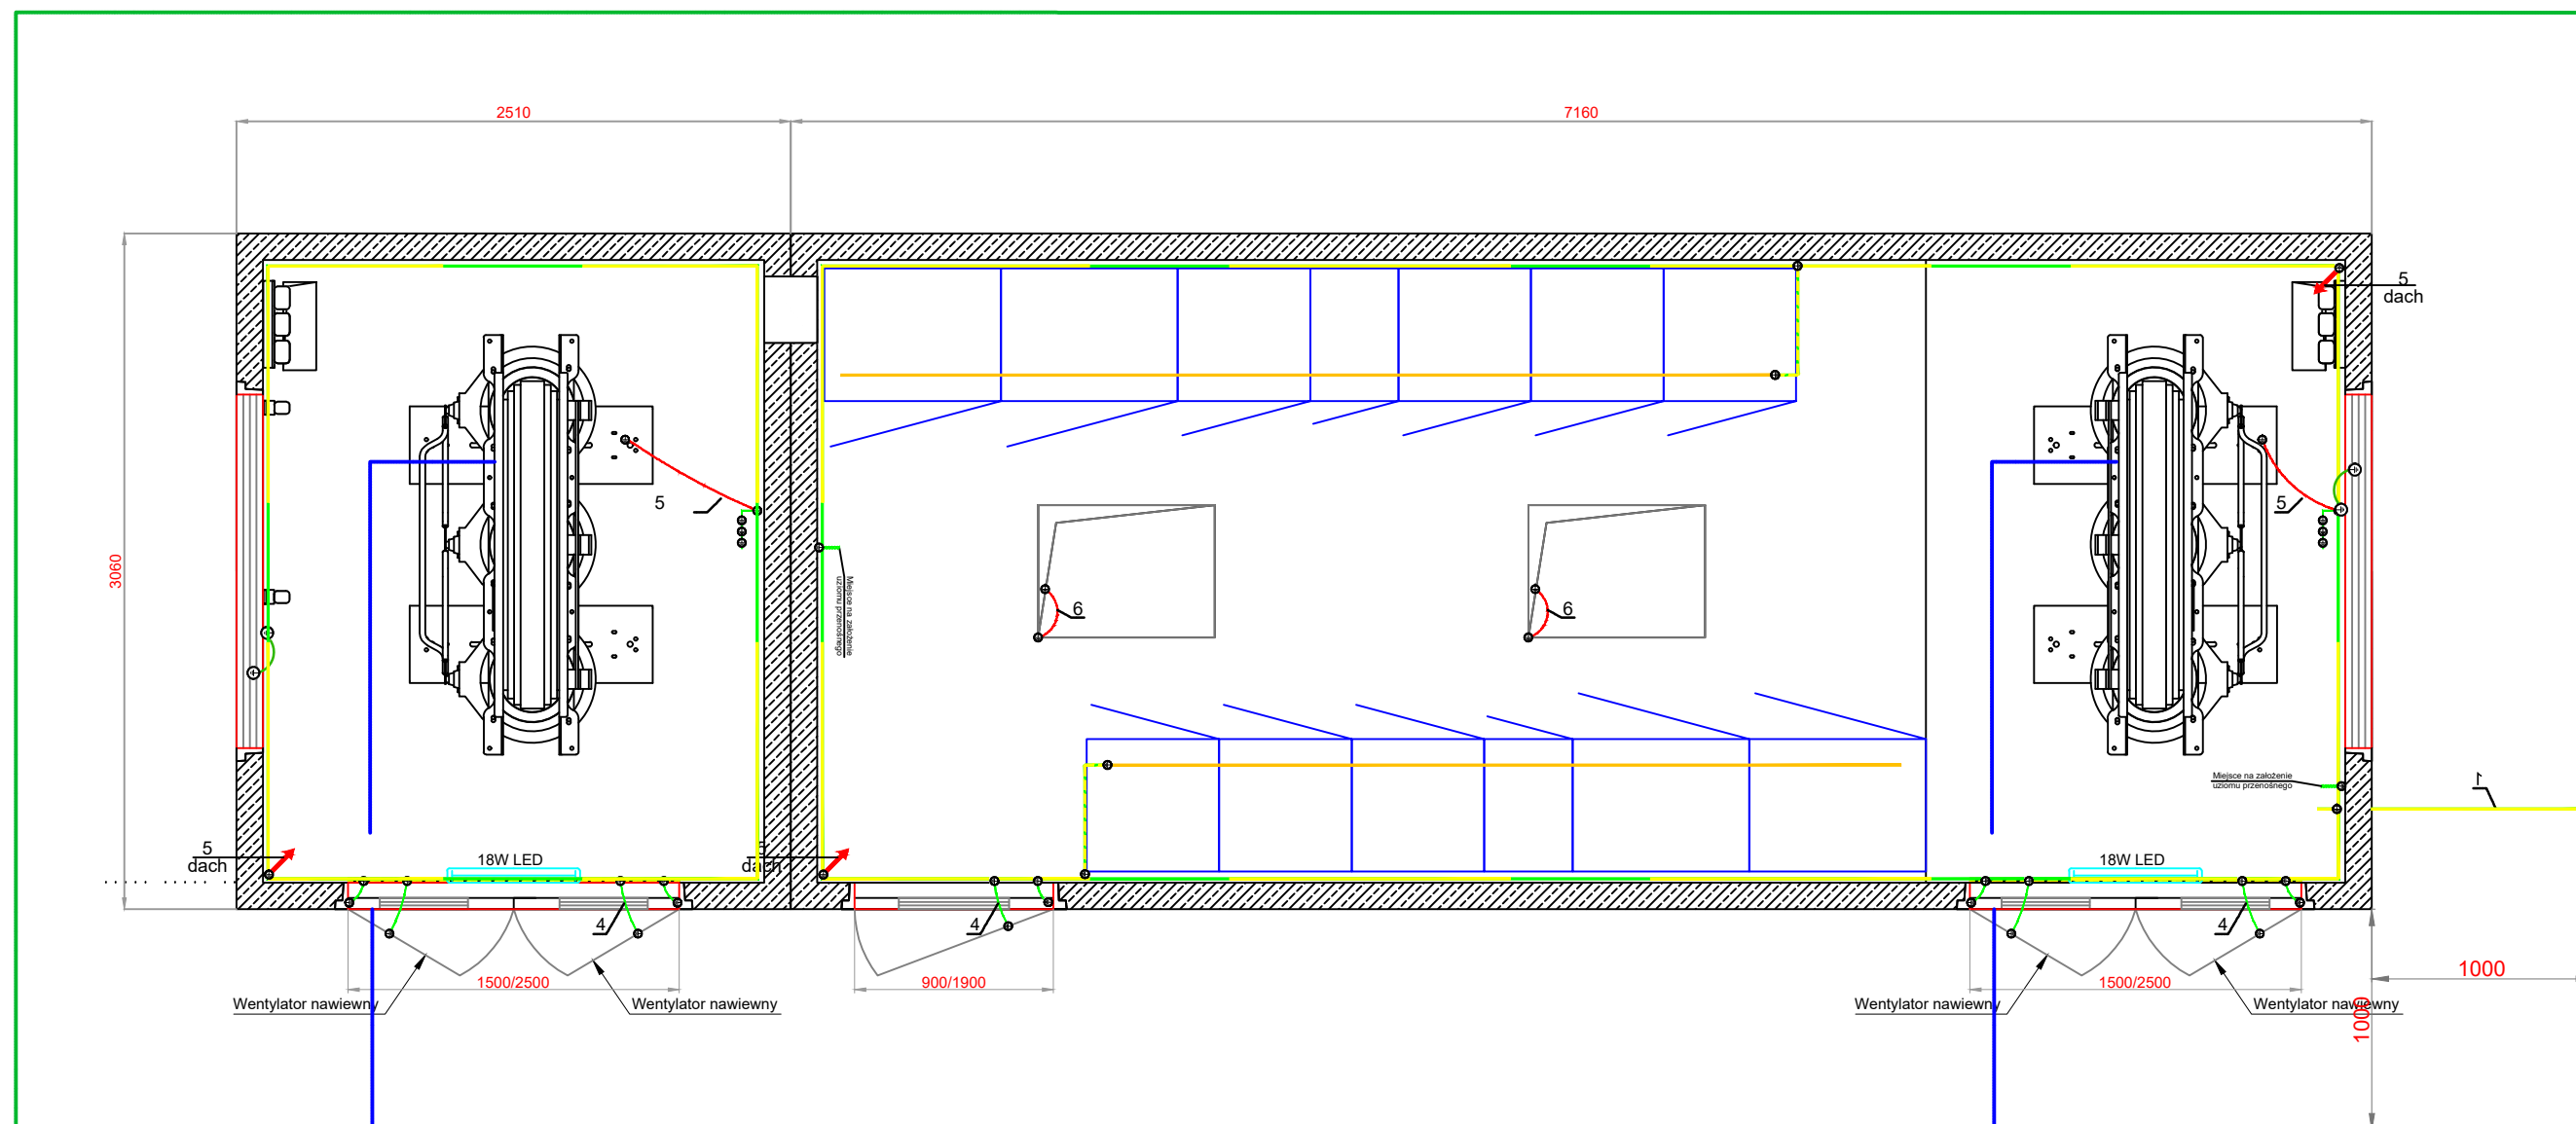 2510
7160
5
dach
3060
5
5
Miejsce na założenie
uziomu przenośnego
6
6
Miejsce na założenie
uziomu przenośnego
1
5
dach
dach
18W LED
18W LED
4
4
4
1500/2500
900/1900
1500/2500
1000
Wentylator nawiewny
Wentylator nawiewny
Wentylator nawiewny
Wentylator nawiewny
1000